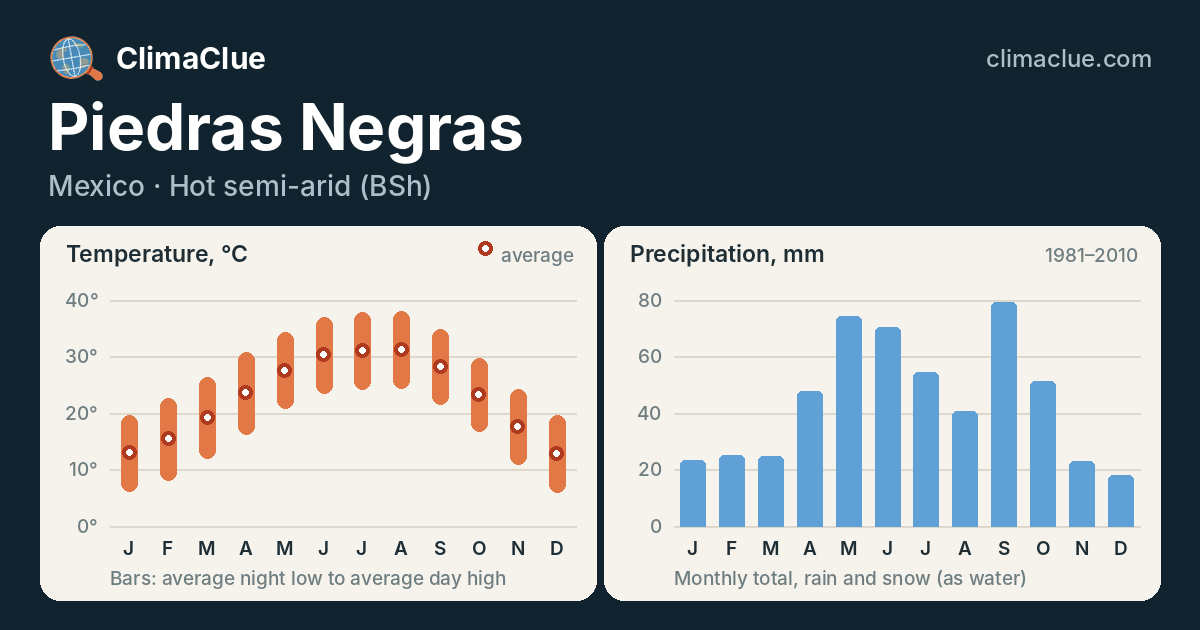 ClimaClue
climaclue.com
Piedras Negras
Mexico · Hot semi-arid (BSh)
Temperature, °C
average
40°
30°
20°
10°
0°
J F M A M J J A S O N D
Bars: average night low to average day high
Precipitation, mm
1981–2010
80
60
40
20
0
J F M A M J J A S O N D
Monthly total, rain and snow (as water)